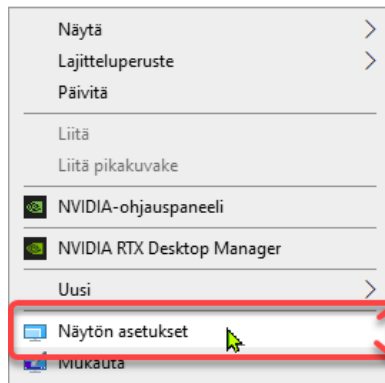 Näytä
Lajitteluperuste
Päivitä
Liitä
Liitä pikakuvake
NVIDIA-ohjauspaneeli
NVIDIA RTX Desktop Manager
Uusi
Näytön asetukset
Mukauta